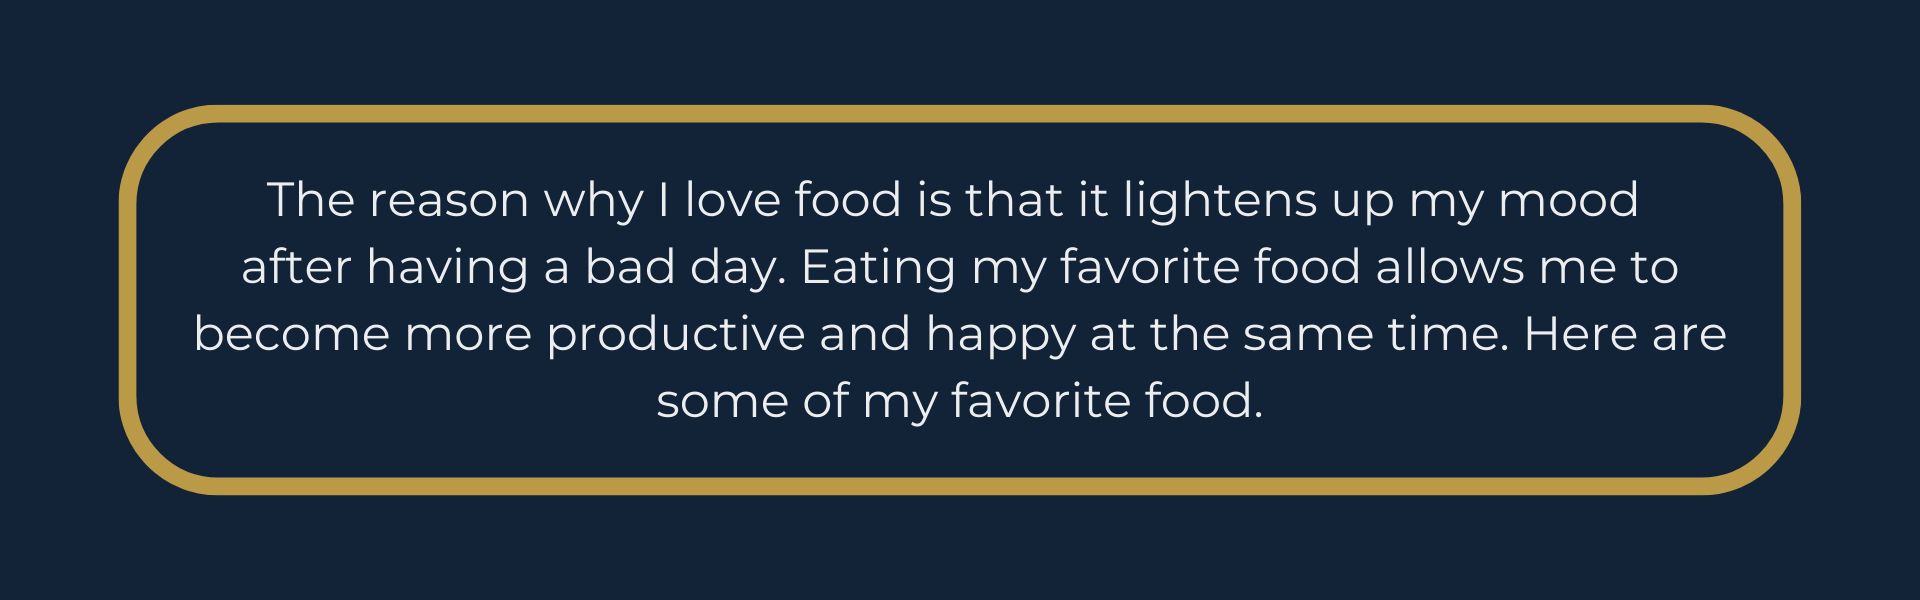 The reason why I love food is that it lightens up my mood
after having a bad day. Eating my favorite food allows me to
become more productive and happy at the same time. Here are
some of my favorite food.